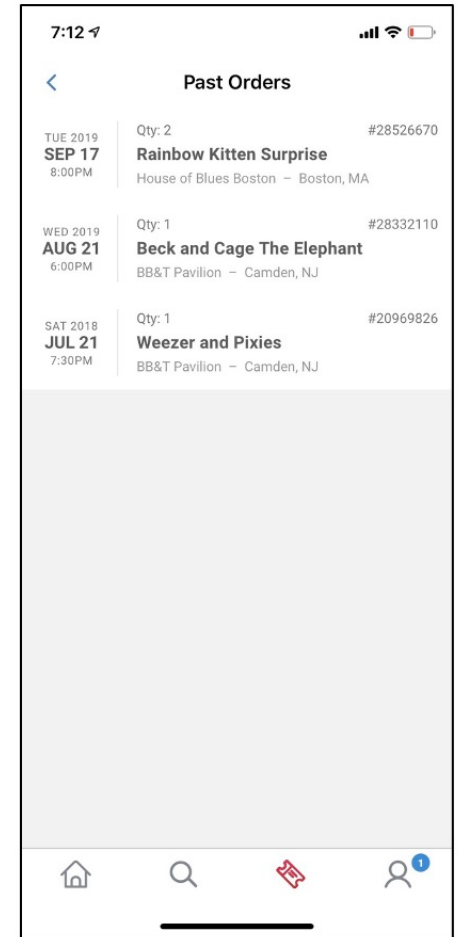 7:12
Past Orders
TUE 2019
SEP 17
8:00PM
Qty: 2 #28526670
Rainbow Kitten Surprise
House of Blues Boston – Boston, MA
WED 2019
AUG 21
6:00PM
Qty: 1 #28332110
Beck and Cage The Elephant
BB&T Pavilion – Camden, NJ
SAT 2018
JUL 21
7:30PM
Qty: 1 #20969826
Weezer and Pixies
BB&T Pavilion – Camden, NJ
1